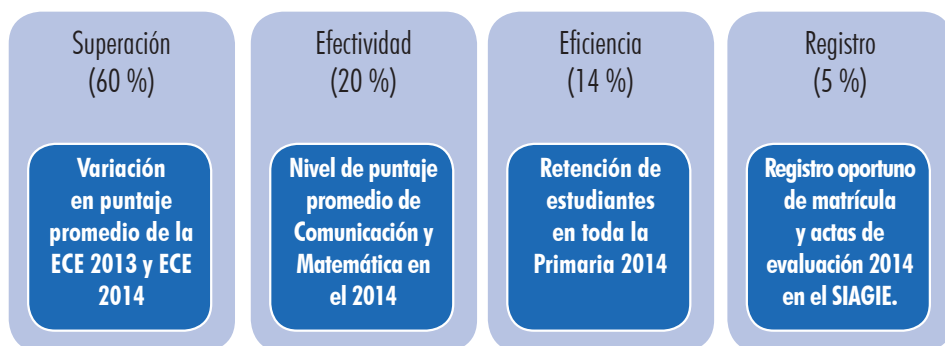 Superación
(60 %)
Variación
en puntaje
promedio de la
ECE 2013 y ECE
2014
Efectividad
(20 %)
Nivel de puntaje
promedio de
Comunicación y
Matemática en
el 2014
Eficiencia
(14 %)
Retención de
estudiantes
en toda la
Primaria 2014
Registro
(5 %)
Registro oportuno
de matrícula
y actas de
evaluación 2014
en el SIAGIE.